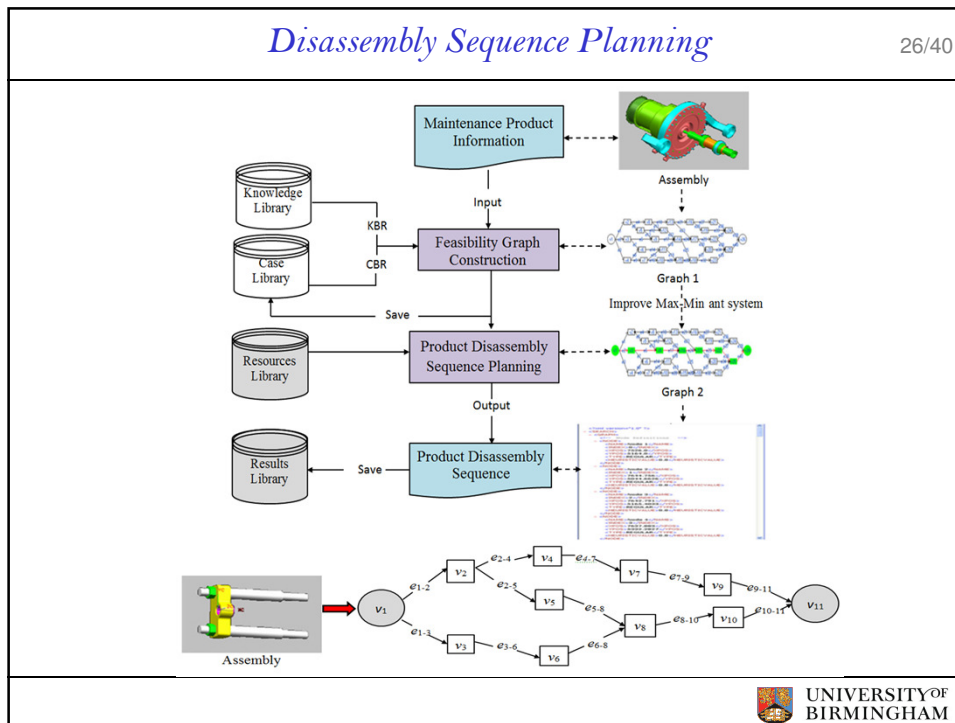 Disassembly Sequence Planning
26/40
Maintenance Product
Information
Assembly
Knowledge
Library
Input
KBR
Case
Library
CBR
Feasibility Graph
Construction
Graph 1
Save
Improve Max-Min ant system
Resources
Library
Product Disassembly
Sequence Planning
Graph 2
Output
Results
Library
Save
Product Disassembly
Sequence
Assembly
v1
e1-2
e1-3
v2
v3
e2-4
e2-5
e3-6
v4
v5
v6
e4-7
e5-8
e6-8
v7
v8
e7-9
e8-10
v9
v10
e9-11
e10-11
v11
UNIVERSITY OF
BIRMINGHAM